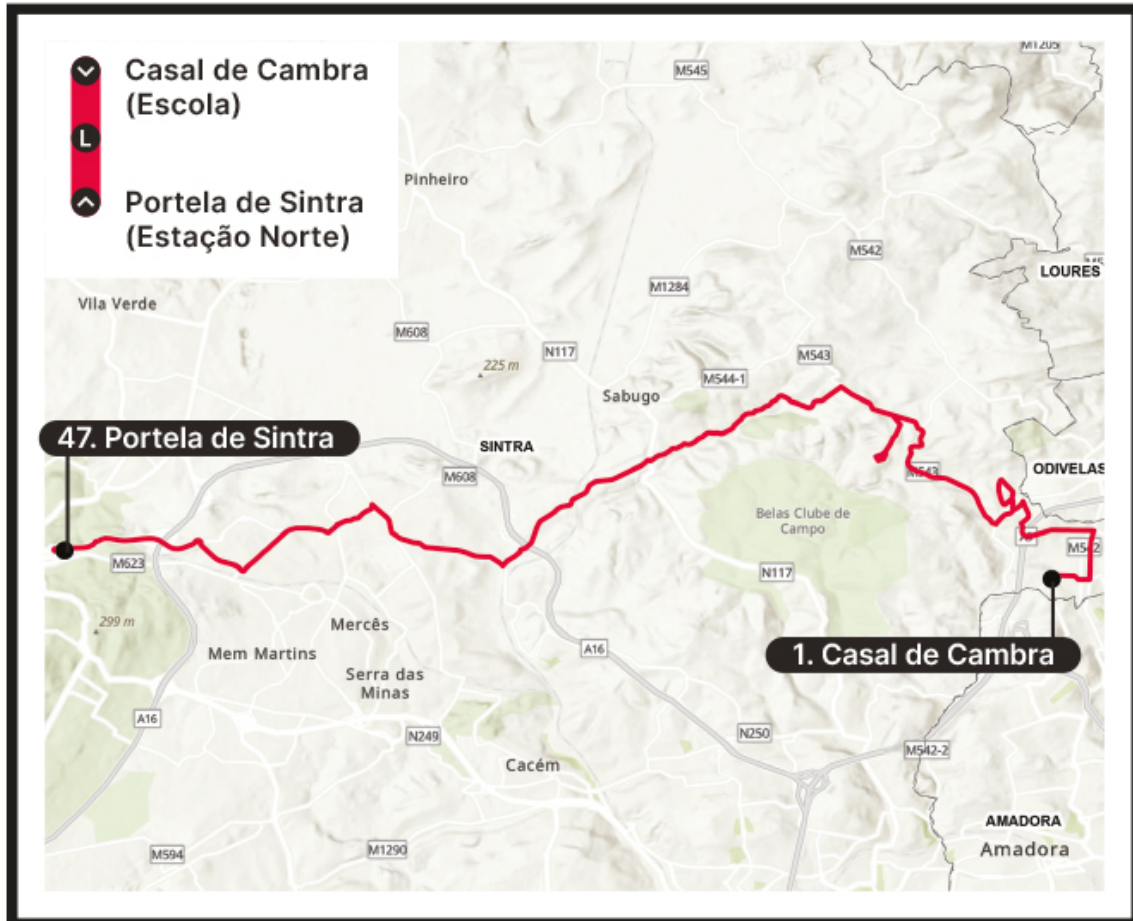 Casal de Cambra
(Escola)
L
Portela de Sintra
(Estação Norte)
M1205
M545
Pinheiro
M542
LOURES
Vila Verde
M1284
M608
N117
225 m
M543
M544-1
Sabugo
47. Portela de Sintra
SINTRA
M608
M543
ODIVELAS
Belas Clube de
Campo
M542
M623
N117
299 m
Mercês
Mem Martins
A16
1. Casal de Cambra
Serra das
Minas
A16
N249
N250
M542-2
Cacém
AMADORA
Amadora
M594
M1290